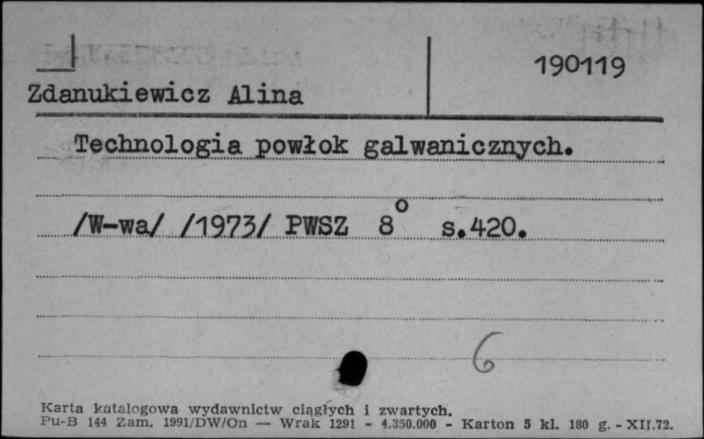 190119
Zdanukiewicz Alina
Technologia powłok galwanicznych.
/W-wa/ /1973/ PWSZ 8° s.420.
6
Karta katalogowa wydawnictw ciągłych i zwartych.
Pu-B 144 Zam. 1991/DW/On — Wrak 1291 - 4.350.000 - Karton 5 kl. 180 g. - XII.72.